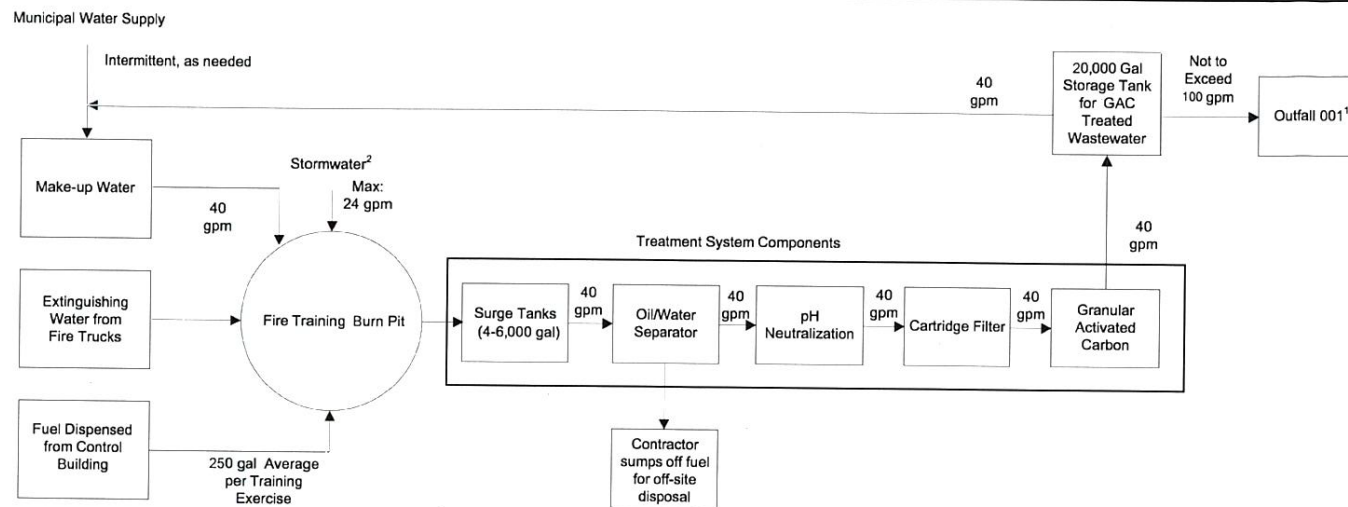 Municipal Water Supply
Intermittent, as needed
40
gpm
20,000 Gal
Storage Tank
for GAC
Treated
Wastewater
Not to
Exceed
100 gpm
Outfall 001¹
Make-up Water
40
gpm
Stormwater²
Max:
24 gpm
40
gpm
Treatment System Components
Extinguishing
Water from
Fire Trucks
Fire Training Burn Pit
Surge Tanks
(4-6,000 gal)
40
gpm
Oil/Water
Separator
40
gpm
pH
Neutralization
40
gpm
Cartridge Filter
40
gpm
Granular
Activated
Carbon
Fuel Dispensed
from Control
Building
250 gal Average
per Training
Exercise
Contractor
sumps off fuel
for off-site
disposal